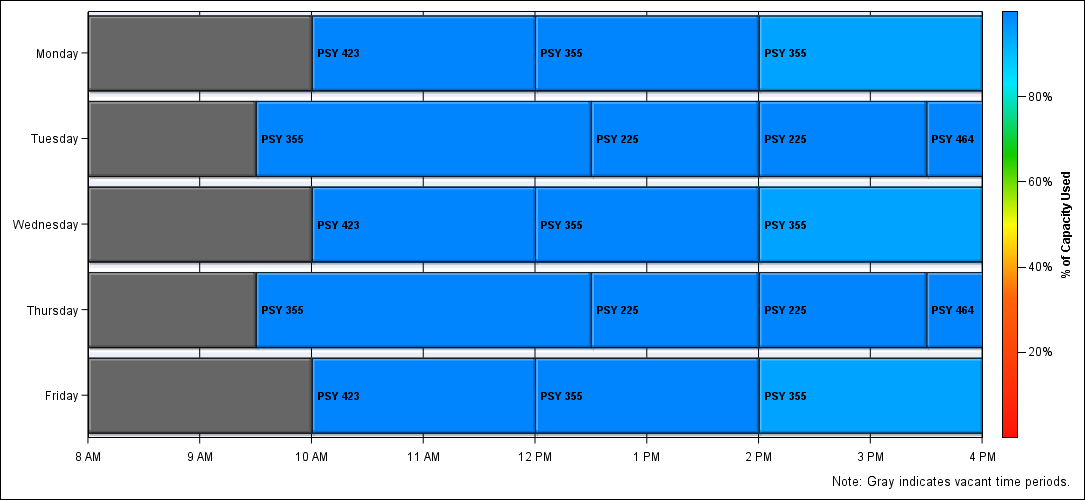 Monday
PSY 423
PSY 355
PSY 355
Tuesday
PSY 355
PSY 225
PSY 225
PSY 464
Wednesday
PSY 423
PSY 355
PSY 355
Thursday
PSY 355
PSY 225
PSY 225
PSY 464
Friday
PSY 423
PSY 355
PSY 355
8 AM
9 AM
10 AM
11 AM
12 PM
1 PM
2 PM
3 PM
4 PM
80%
60%
40%
20%
% of Capacity Used
Note: Gray indicates vacant time periods.